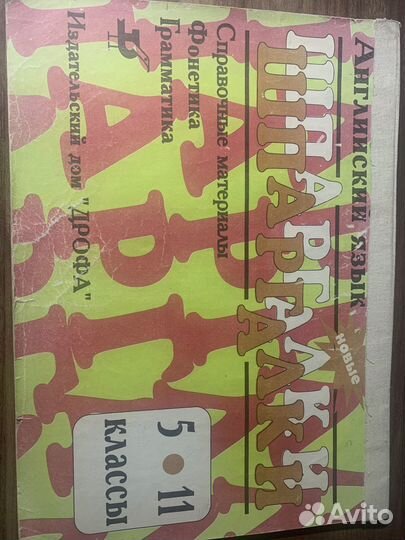 Английский язык
ШПАРГАЛКИ
новые
Справочные материалы
Фонетика
Грамматика
Издательский дом "ДРОФА"
5 • 11
классы
Avito